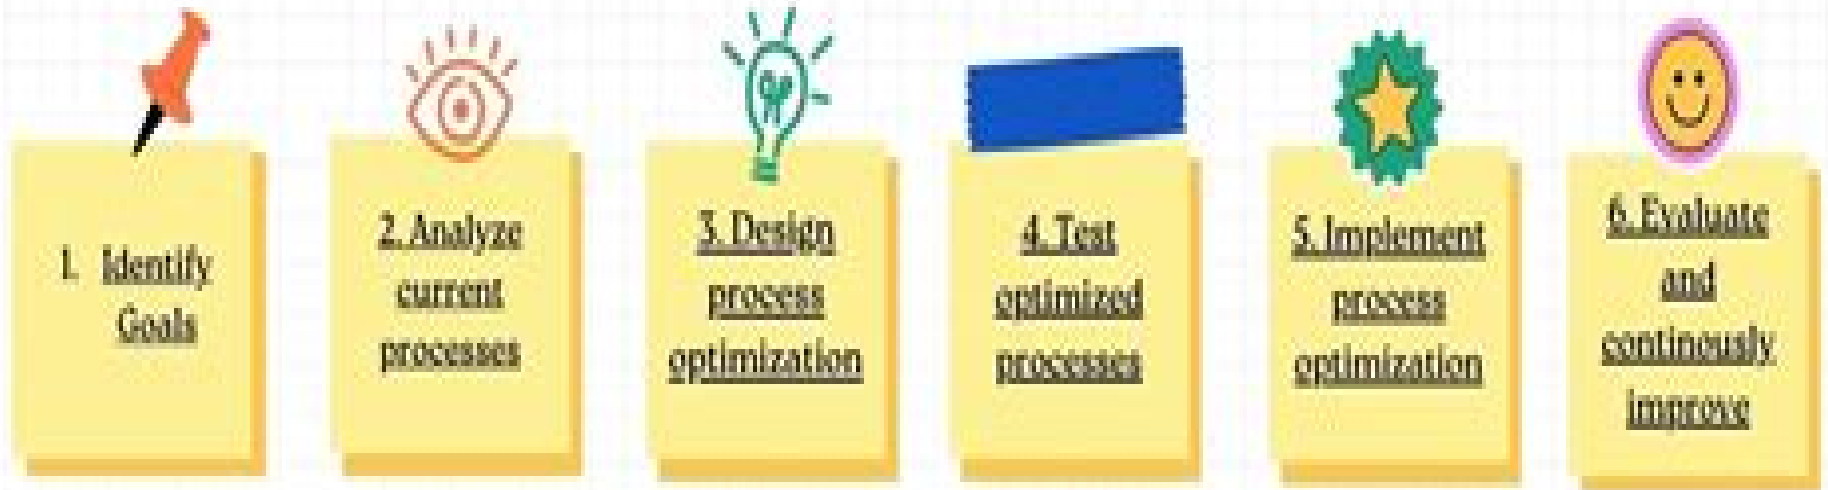 1. Identify
Goals
2. Analyze
current
processes
3. Design
process
optimization
4. Test
optimized
processes
5. Implement
process
optimization
6. Evaluate
and
continously
improve